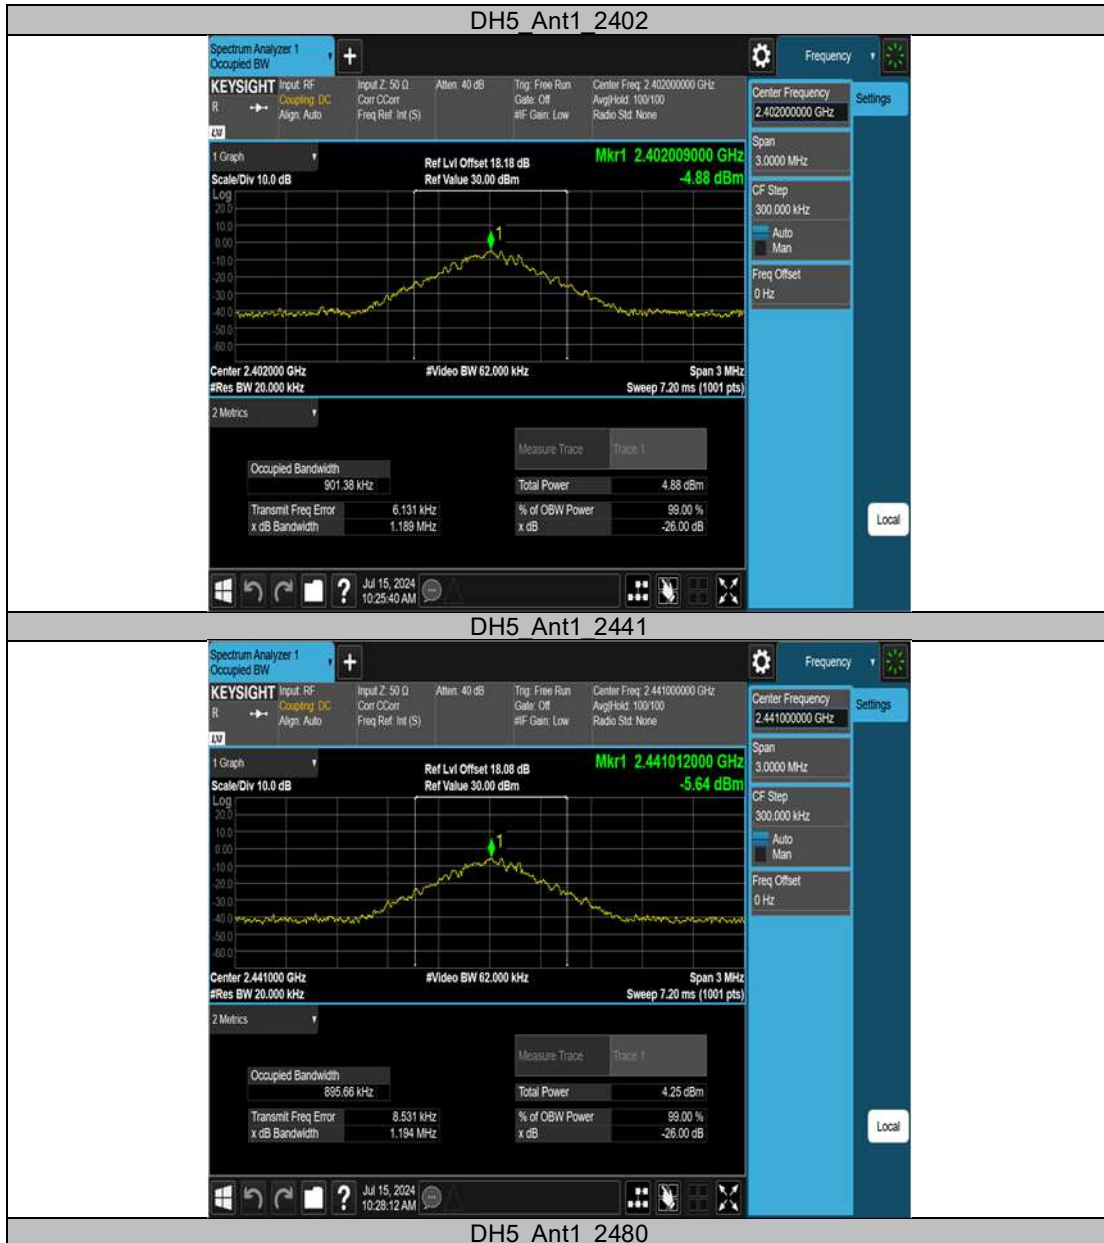 DH5_Ant1_2402
Spectrum Analyzer 1
Occupied BW
Frequency
KEYSIGHT
R
Input: RF
Coupling: DC
Align: Auto
Input Z: 50 Ω
Corr CCorr
Freq Ref: Int (S)
Atten: 40 dB
Trig: Free Run
Gate: Off
#IF Gain: Low
Center Freq: 2.402000000 GHz
Avg|Hold: 100/100
Radio Std: None
Center Frequency
2.402000000 GHz
Settings
Span
3.0000 MHz
CF Step
300.000 kHz
Auto
Man
Freq Offset
0 Hz
Local
1 Graph
Scale/Div 10.0 dB
Ref Lvl Offset 18.18 dB
Ref Value 30.00 dBm
Mkr1 2.402009000 GHz
-4.88 dBm
Log
20.0
10.0
0.00
-10.0
-20.0
-30.0
-40.0
-50.0
-60.0
1
Center 2.402000 GHz
#Video BW 62.000 kHz
Span 3 MHz
#Res BW 20.000 kHz
Sweep 7.20 ms (1001 pts)
2 Metrics
Measure Trace
Trace 1
Occupied Bandwidth
901.38 kHz
Total Power
4.88 dBm
Transmit Freq Error
6.131 kHz
% of OBW Power
99.00 %
x dB Bandwidth
1.189 MHz
x dB
-26.00 dB
?
Jul 15, 2024
10:25:40 AM
DH5_Ant1_2441
Spectrum Analyzer 1
Occupied BW
Frequency
KEYSIGHT
R
Input: RF
Coupling: DC
Align: Auto
Input Z: 50 Ω
Corr CCorr
Freq Ref: Int (S)
Atten: 40 dB
Trig: Free Run
Gate: Off
#IF Gain: Low
Center Freq: 2.441000000 GHz
Avg|Hold: 100/100
Radio Std: None
Center Frequency
2.441000000 GHz
Settings
Span
3.0000 MHz
CF Step
300.000 kHz
Auto
Man
Freq Offset
0 Hz
Local
1 Graph
Scale/Div 10.0 dB
Ref Lvl Offset 18.08 dB
Ref Value 30.00 dBm
Mkr1 2.441012000 GHz
-5.64 dBm
Log
20.0
10.0
0.00
-10.0
-20.0
-30.0
-40.0
-50.0
-60.0
1
Center 2.441000 GHz
#Video BW 62.000 kHz
Span 3 MHz
#Res BW 20.000 kHz
Sweep 7.20 ms (1001 pts)
2 Metrics
Measure Trace
Trace 1
Occupied Bandwidth
895.66 kHz
Total Power
4.25 dBm
Transmit Freq Error
8.531 kHz
% of OBW Power
99.00 %
x dB Bandwidth
1.194 MHz
x dB
-26.00 dB
?
Jul 15, 2024
10:28:12 AM
DH5_Ant1_2480